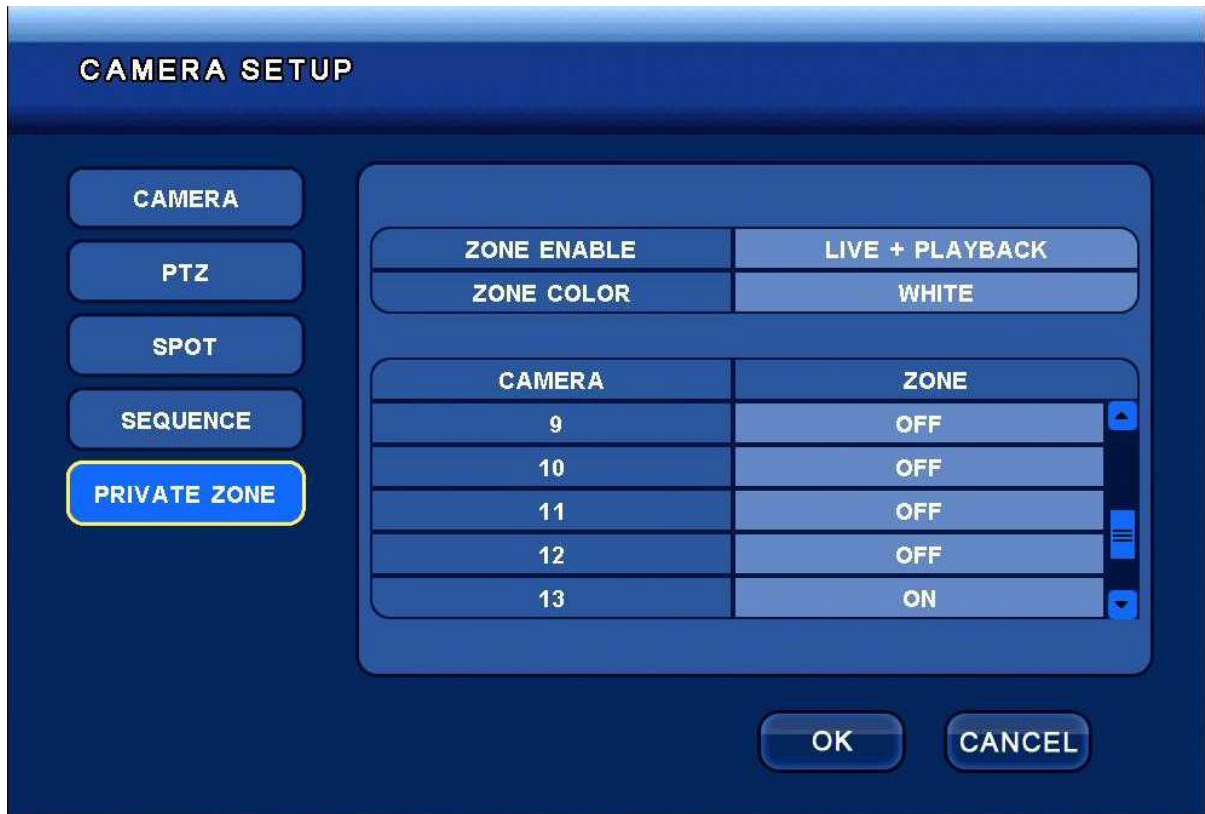 CAMERA SETUP
CAMERA
PTZ
SPOT
SEQUENCE
PRIVATE ZONE
ZONE ENABLE LIVE + PLAYBACK
ZONE COLOR WHITE
CAMERA ZONE
9 OFF
10 OFF
11 OFF
12 OFF
13 ON
OK CANCEL